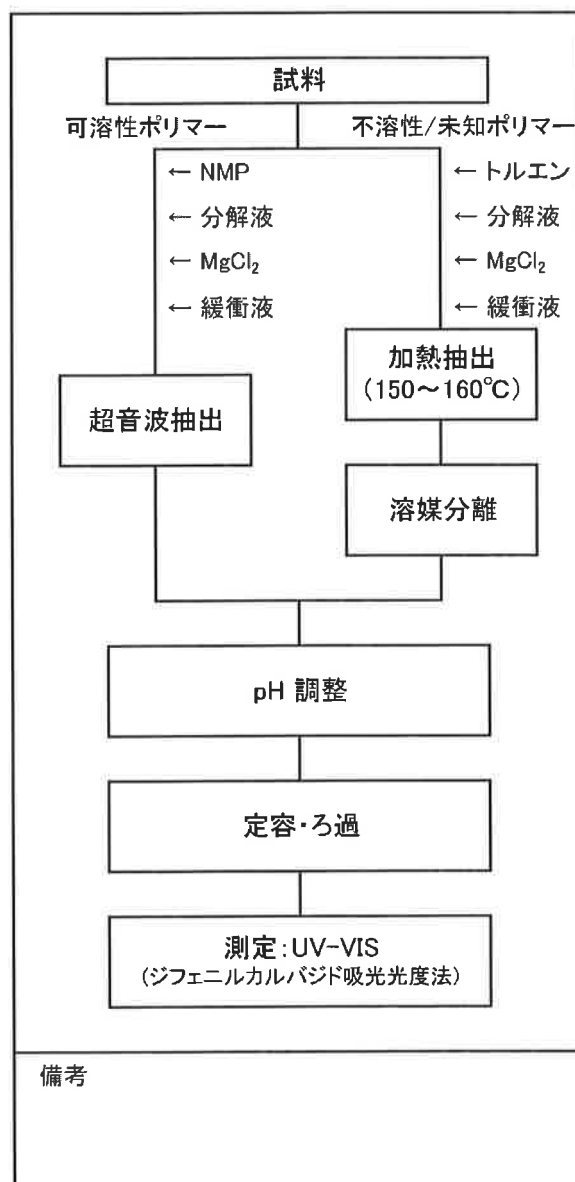 試料
可溶性ポリマー
不溶性/未知ポリマー
← NMP
← 分解液
← MgCl₂
← 緩衝液
← トルエン
← 分解液
← MgCl₂
← 緩衝液
超音波抽出
加熱抽出
(150～160℃)
溶媒分離
pH 調整
定容・ろ過
測定:UV-VIS
(ジフェニルカルバジド吸光光度法)
備考